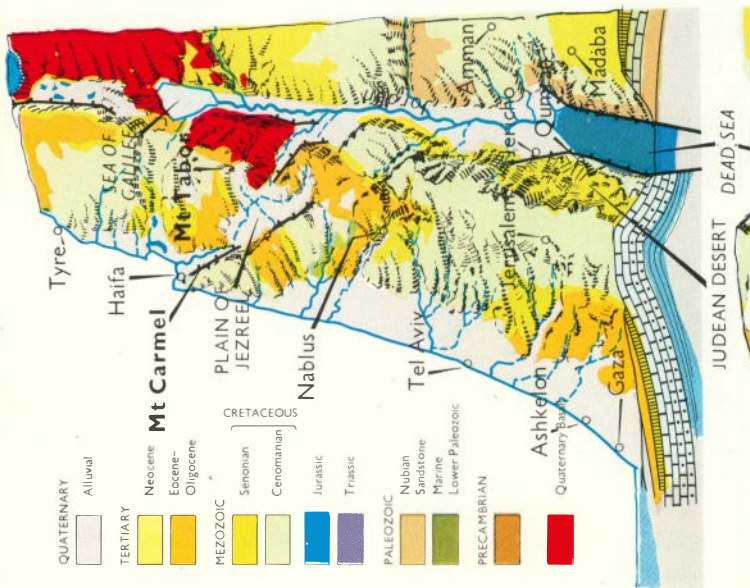 Tyre
SEA OF
GALILEE
Haifa
Mt Tabor
Mt Carmel
PLAIN OF
JEZREEL
Nablus
Tel Aviv
Amman
Jericho
Jerusalem
Madaba
Ashkelon
Gaza
DEAD SEA
JUDEAN DESERT
QUATERNARY
Alluvial
TERTIARY
Neocene
Eocene-
Oligocene
MEZOZOIC
CRETACEOUS
Senonian
Cenomanian
Jurassic
Triassic
PALEOZOIC
Nubian
Sandstone
Marine
Lower Paleozoic
PRECAMBRIAN
Quaternary Basalt